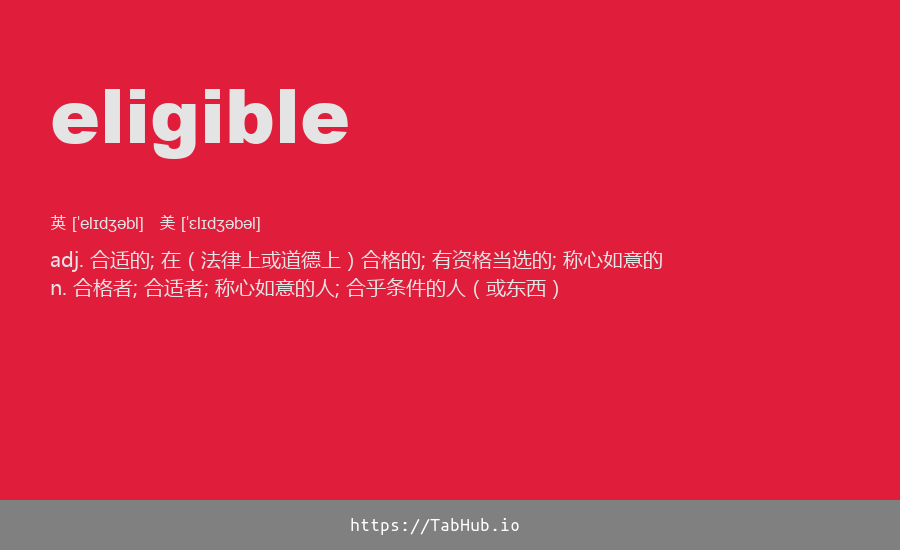 eligible
英 [ˈelɪdʒəbl] 美 [ˈɛlɪdʒəbəl]
adj. 合适的; 在（法律上或道德上）合格的; 有资格当选的; 称心如意的
n. 合格者; 合适者; 称心如意的人; 合乎条件的人（或东西）
https://TabHub.io